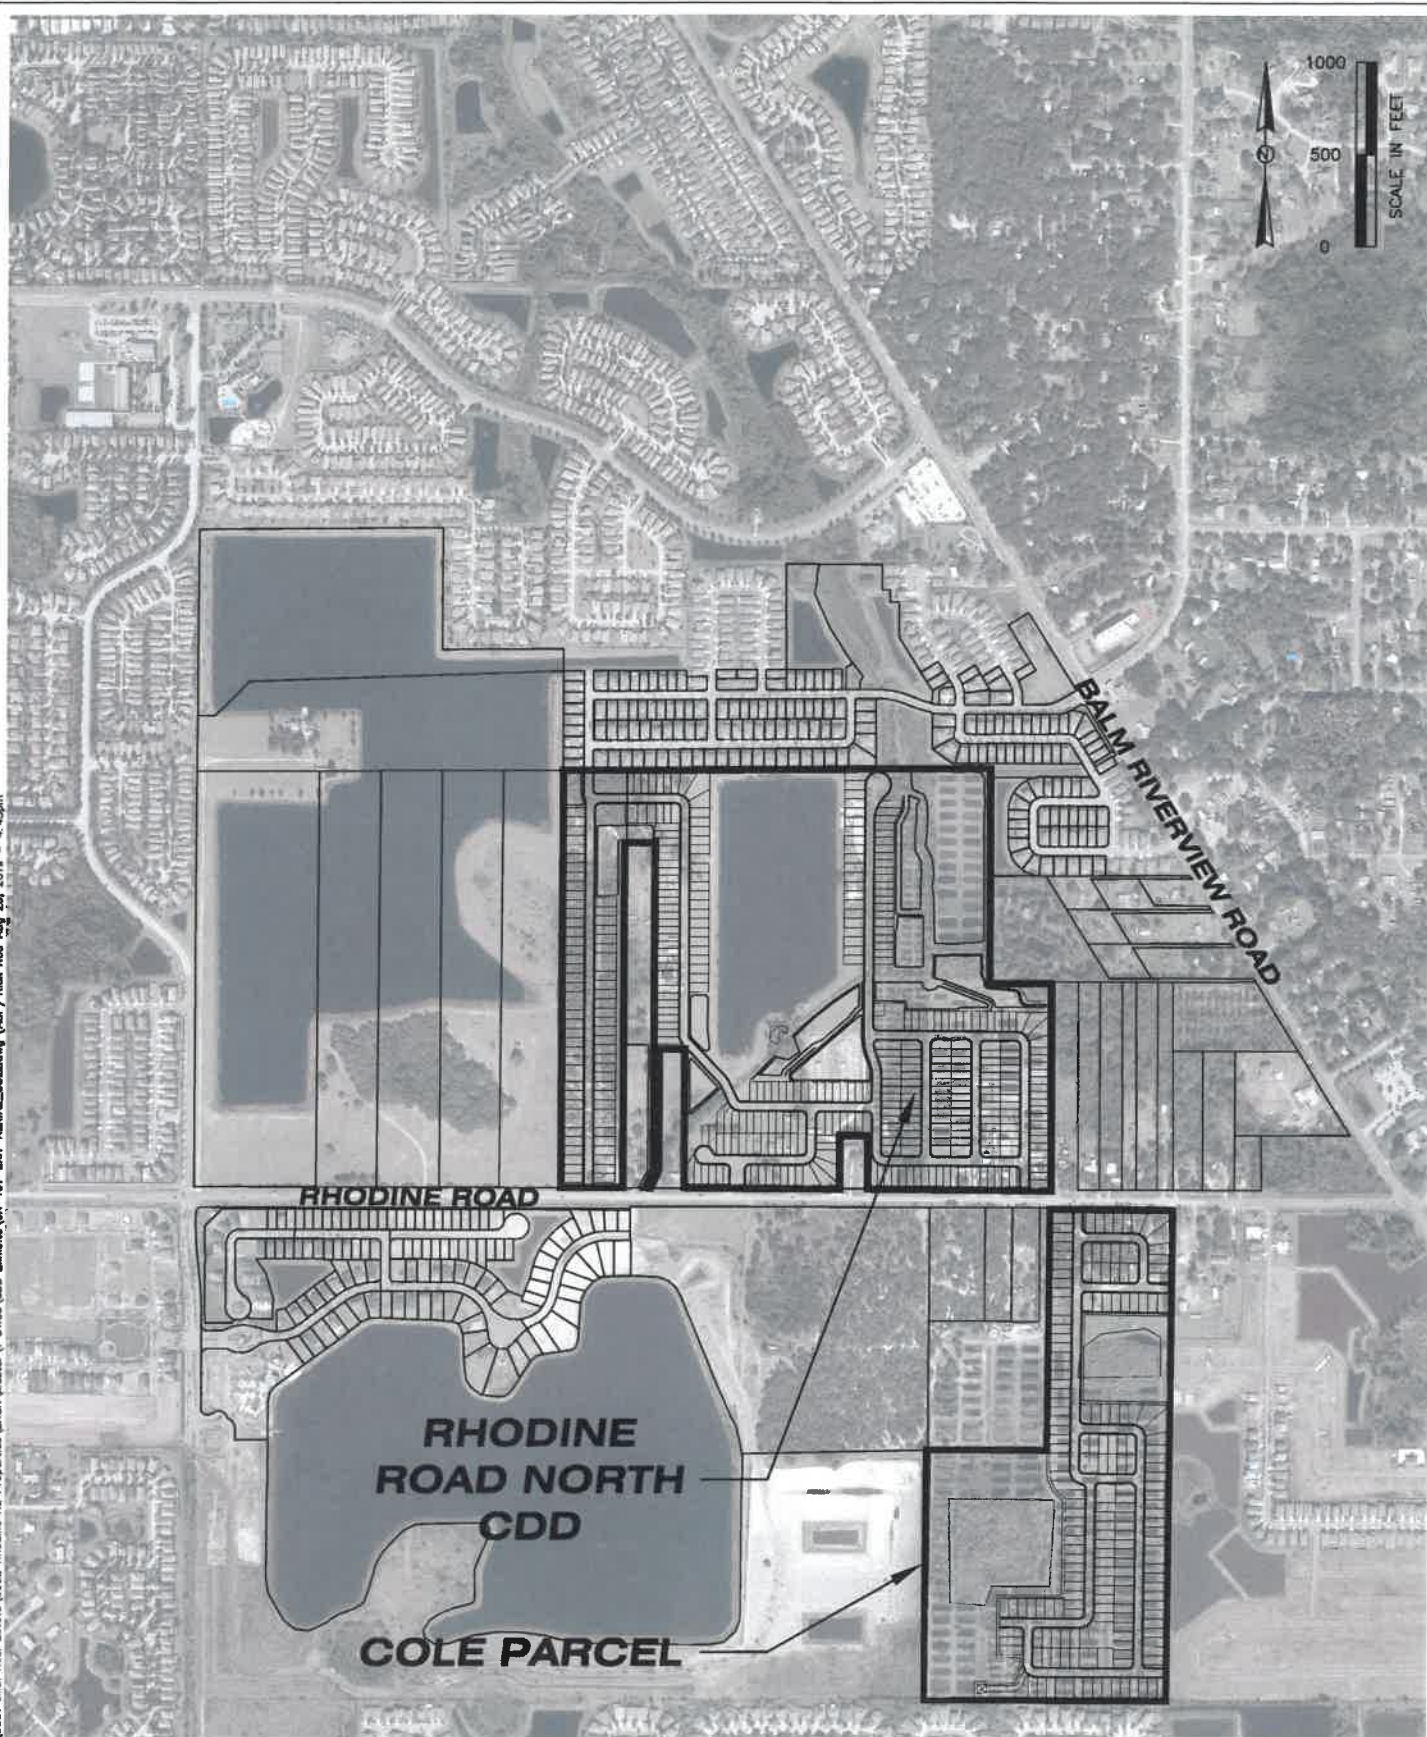 1000
500
0
SCALE IN FEET
BALM RIVERVIEW ROAD
RHODINE ROAD
RHODINE
ROAD NORTH
CDD
COLE PARCEL